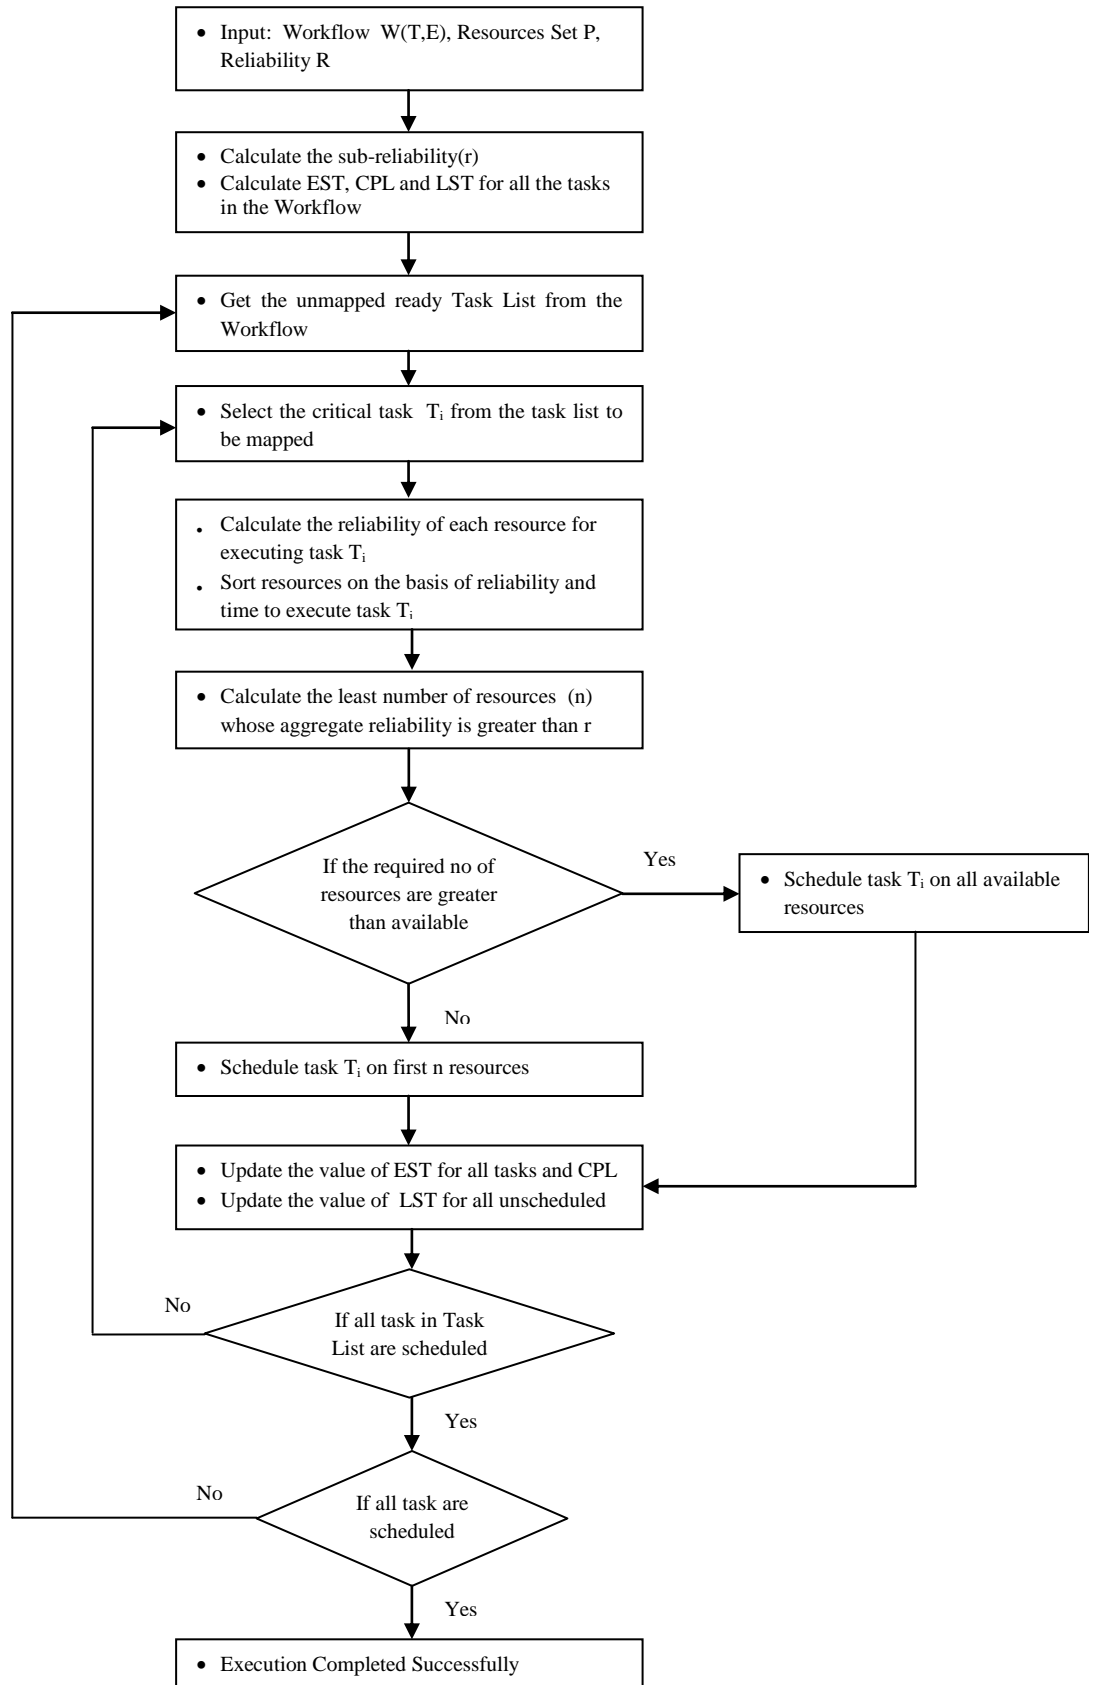 • Input: Workflow W(T,E), Resources Set P,
Reliability R
• Calculate the sub-reliability(r)
• Calculate EST, CPL and LST for all the tasks
in the Workflow
• Get the unmapped ready Task List from the
Workflow
• Select the critical task Tᵢ from the task list to
be mapped
• Calculate the reliability of each resource for
executing task Tᵢ
• Sort resources on the basis of reliability and
time to execute task Tᵢ
• Calculate the least number of resources (n)
whose aggregate reliability is greater than r
If the required no of
resources are greater
than available
Yes
• Schedule task Tᵢ on all available
resources
No
• Schedule task Tᵢ on first n resources
• Update the value of EST for all tasks and CPL
• Update the value of LST for all unscheduled
No
If all task in Task
List are scheduled
Yes
No
If all task are
scheduled
Yes
• Execution Completed Successfully